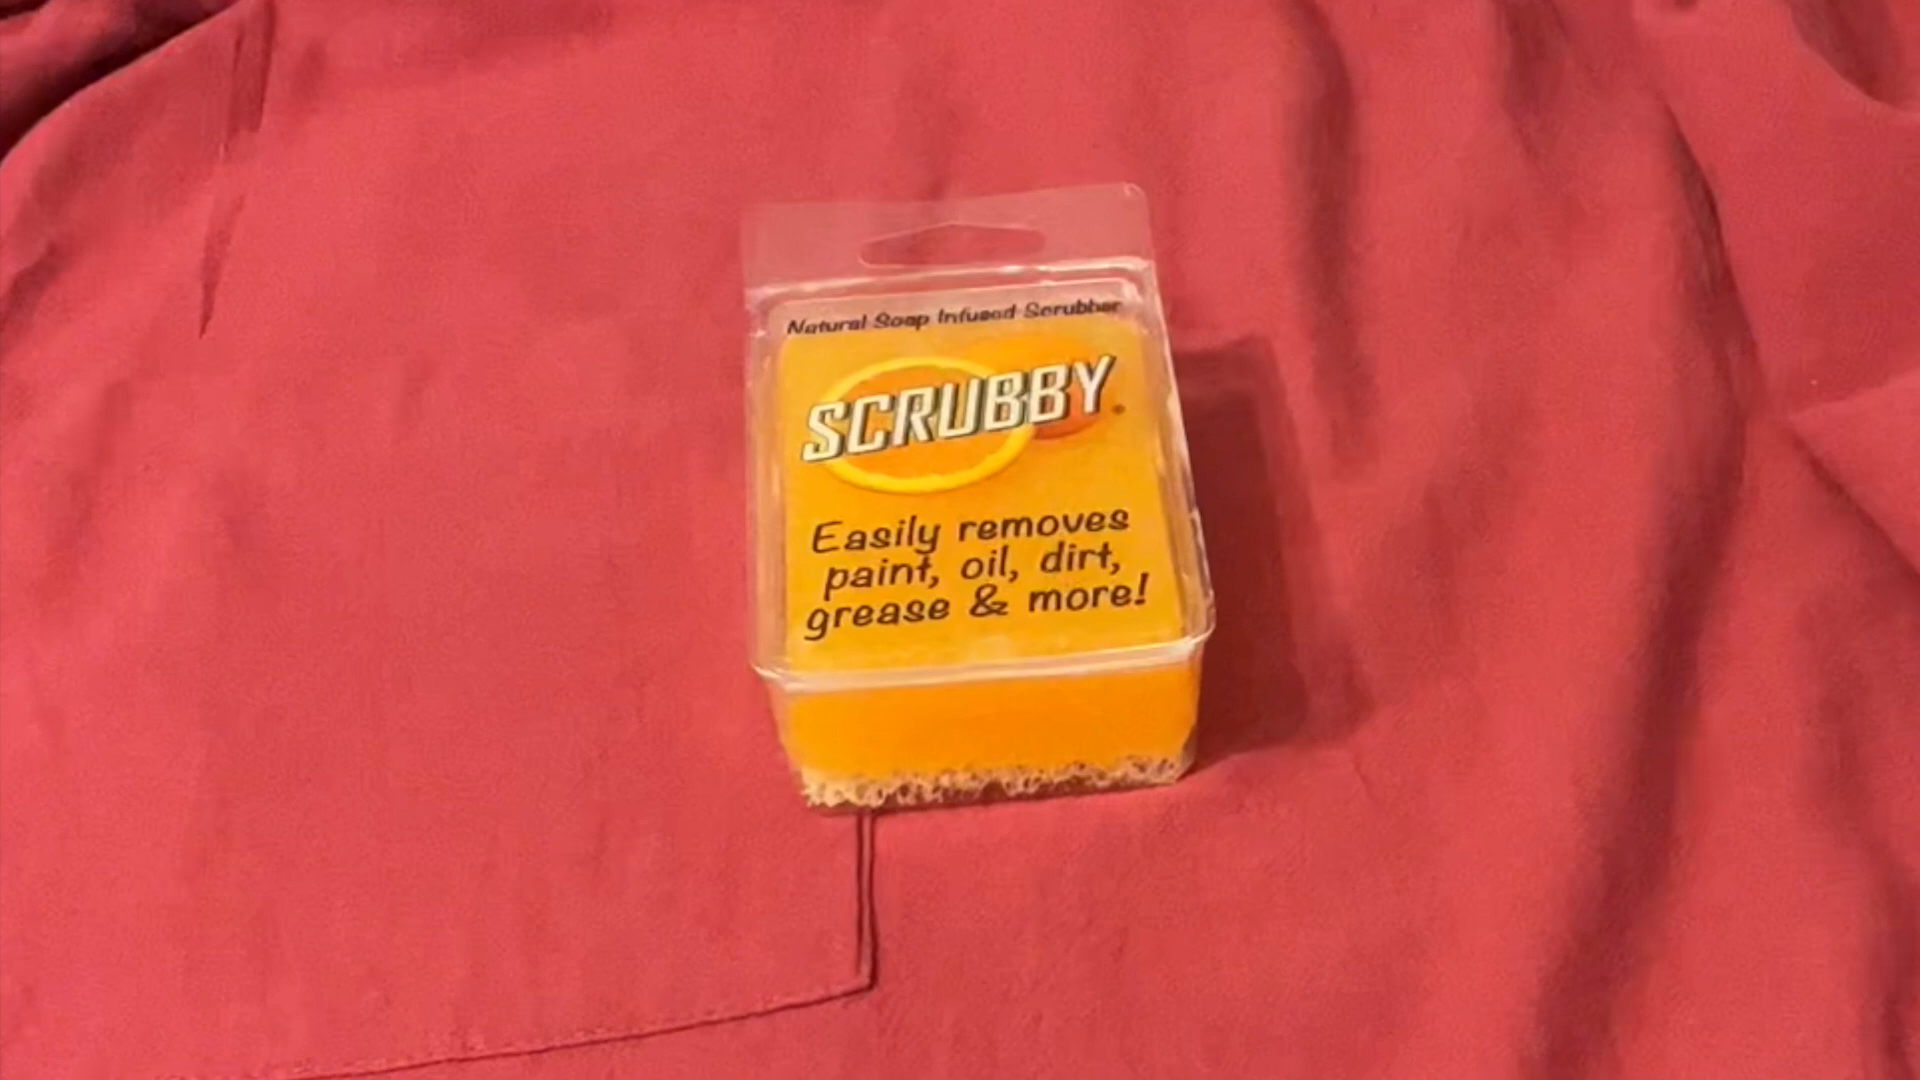 Natural Soap Infused Scrubber
SCRUBBY®
Easily removes
paint, oil, dirt,
grease & more!